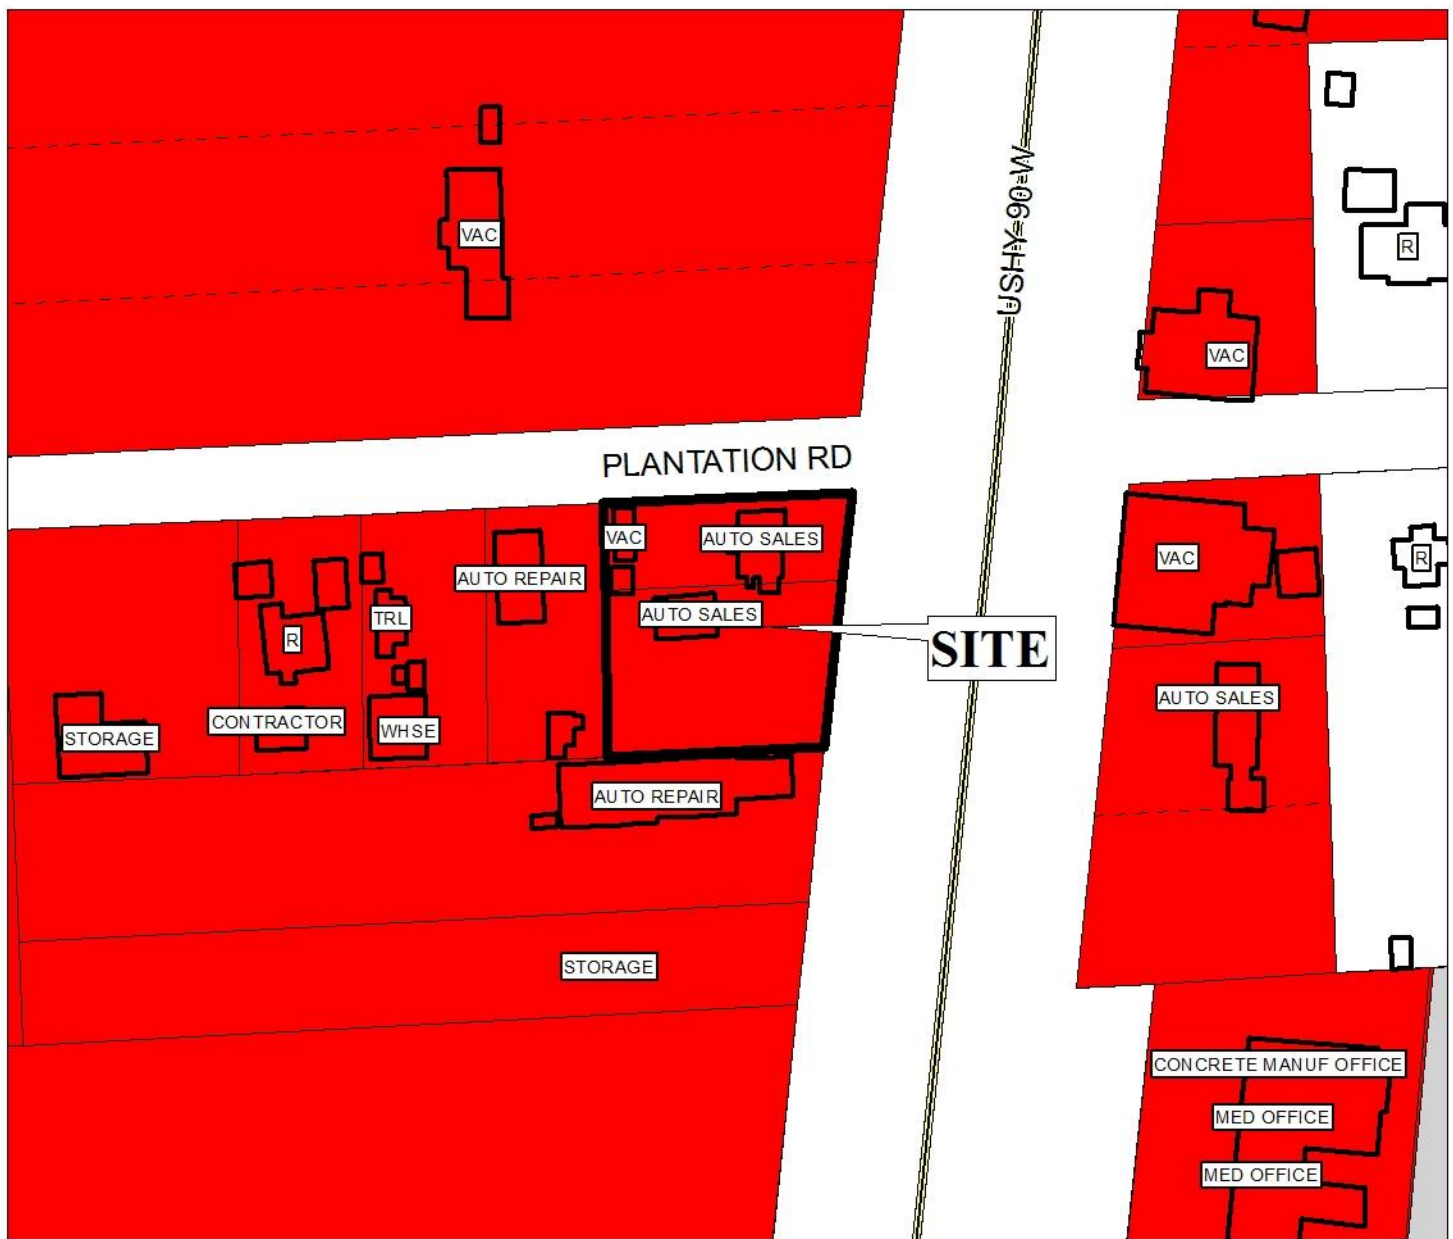 USHY 90 W
VAC
R
VAC
PLANTATION RD
VAC
AUTO SALES
VAC
R
AUTO REPAIR
AUTO SALES
TRL
R
SITE
AUTO SALES
CONTRACTOR
WHSE
STORAGE
AUTO REPAIR
STORAGE
CONCRETE MANUF OFFICE
MED OFFICE
MED OFFICE